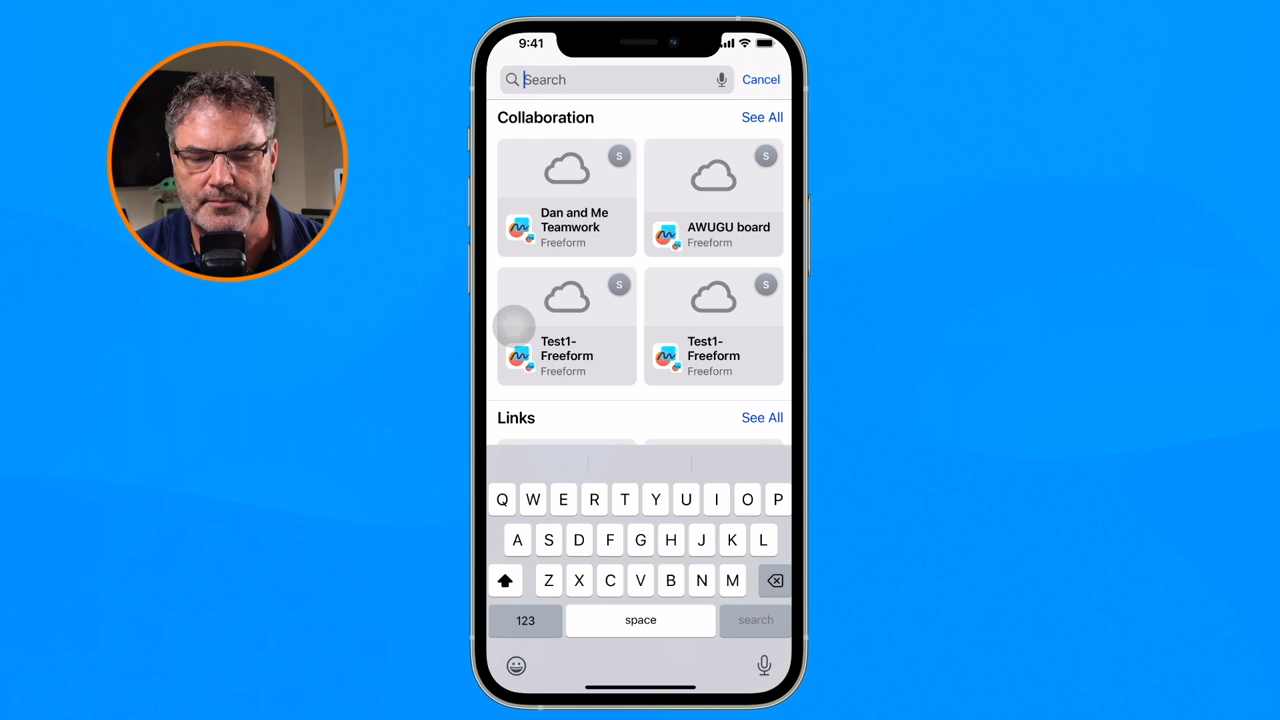 9:41
Search Cancel
Collaboration See All
S S
Dan and Me
Teamwork
Freeform
AWUGU board
Freeform
S S
Test1-
Freeform
Freeform
Test1-
Freeform
Freeform
Links See All
Q W E R T Y U I O P
A S D F G H J K L
Z X C V B N M
123 space search